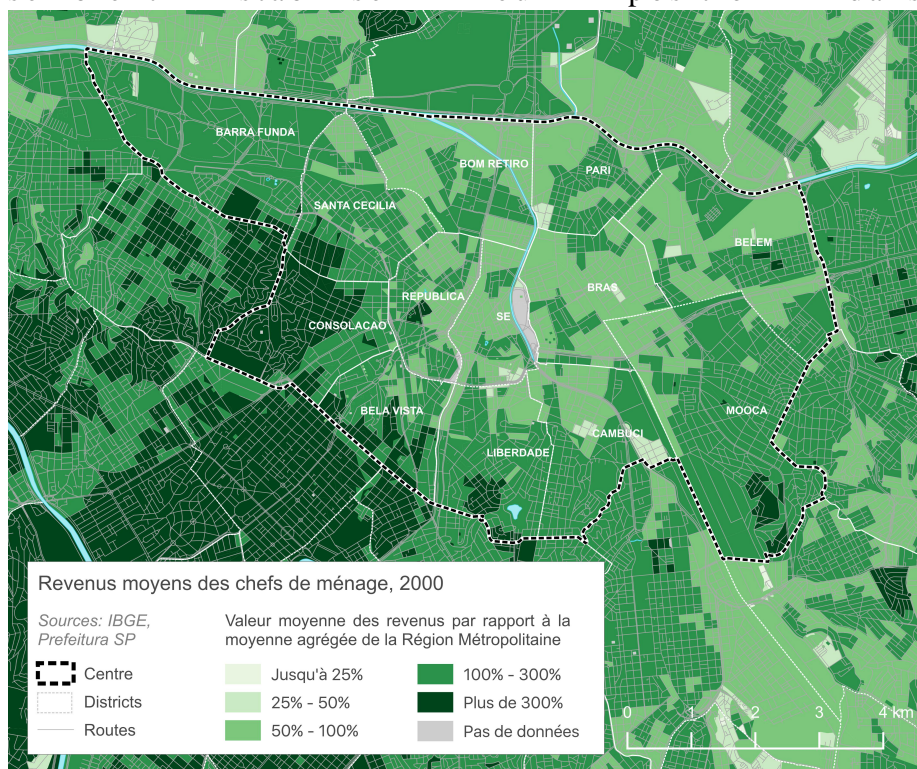 BARRA FUNDA
BOM RETIRO
PARI
SANTA CECILIA
BELEM
REPUBLICA
BRAS
SE
CONSOLACAO
BELA VISTA
MOOCA
CAMBUCI
LIBERDADE
Revenus moyens des chefs de ménage, 2000
Sources: IBGE,
Prefeitura SP
Valeur moyenne des revenus par rapport à la
moyenne agrégée de la Région Métropolitaine
Centre
Districts
Routes
Jusqu'à 25%
25% - 50%
50% - 100%
100% - 300%
Plus de 300%
Pas de données
0 1 2 3 4 km